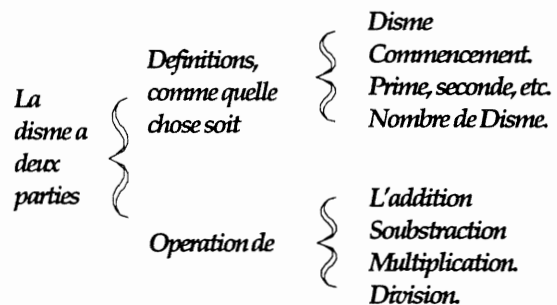 La
disme a
deux
parties
Definitions,
comme quelle
chose soit
Disme
Commencement.
Prime, seconde, etc.
Nombre de Disme.
Operation de
L'addition
Soubstraction
Multiplication.
Division.